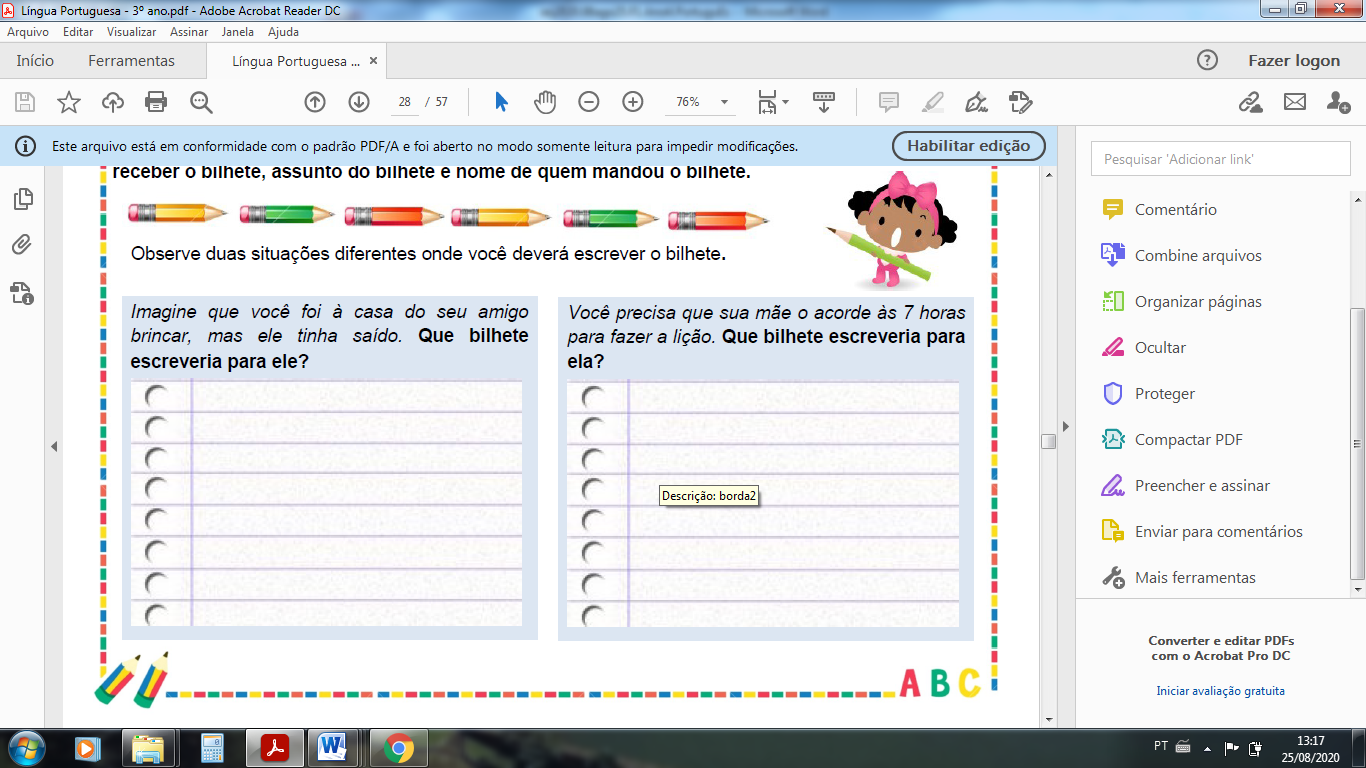 Língua Portuguesa - 3º ano.pdf - Adobe Acrobat Reader DC
Arquivo Editar Visualizar Assinar Janela Ajuda
Início Ferramentas Língua Portuguesa ... × Fazer logon
28 / 57 76%
Este arquivo está em conformidade com o padrão PDF/A e foi aberto no modo somente leitura para impedir modificações. Habilitar edição
receber o bilhete, assunto do bilhete e nome de quem mandou o bilhete.
Observe duas situações diferentes onde você deverá escrever o bilhete.
Imagine que você foi à casa do seu amigo
brincar, mas ele tinha saído. Que bilhete
escreveria para ele?
Você precisa que sua mãe o acorde às 7 horas
para fazer a lição. Que bilhete escreveria para
ela?
Descrição: borda2
A B C
Pesquisar 'Adicionar link'
Comentário
Combine arquivos
Organizar páginas
Ocultar
Proteger
Compactar PDF
Preencher e assinar
Enviar para comentários
Mais ferramentas
Converter e editar PDFs
com o Acrobat Pro DC
Iniciar avaliação gratuita
PT
13:17
25/08/2020